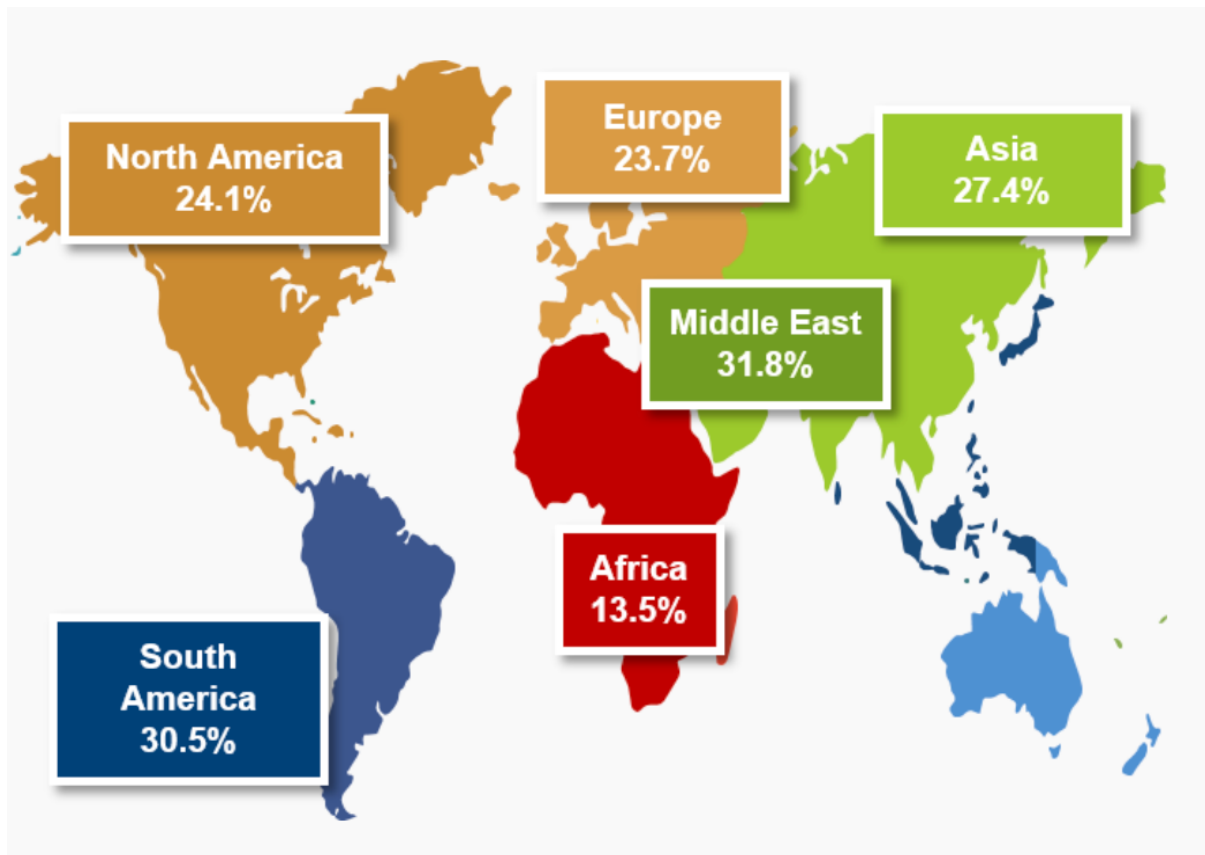 North America
24.1%
Europe
23.7%
Asia
27.4%
Middle East
31.8%
Africa
13.5%
South
America
30.5%